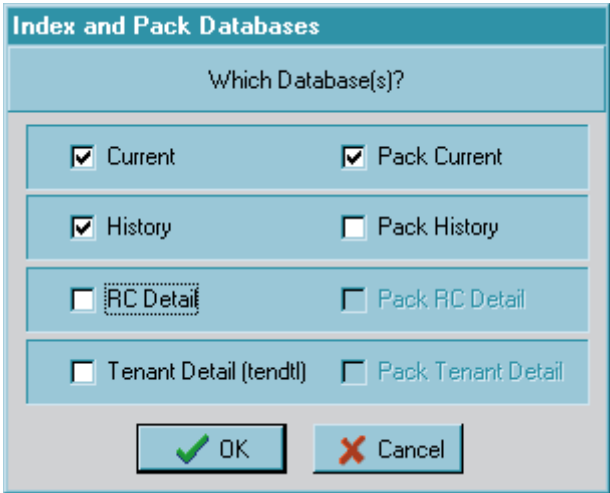 Index and Pack Databases
Which Database(s)?
Current Pack Current
History Pack History
RC Detail Pack RC Detail
Tenant Detail (tendtl) Pack Tenant Detail
OK Cancel